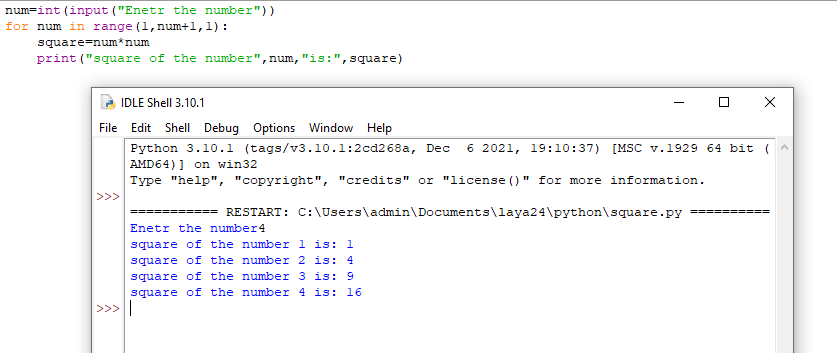 num=int(input("Enetr the number"))
for num in range(1,num+1,1):
    square=num*num
    print("square of the number",num,"is:",square)
IDLE Shell 3.10.1
File Edit Shell Debug Options Window Help
Python 3.10.1 (tags/v3.10.1:2cd268a, Dec  6 2021, 19:10:37) [MSC v.1929 64 bit (
AMD64)] on win32
Type "help", "copyright", "credits" or "license()" for more information.
>>>
=========== RESTART: C:\Users\admin\Documents\laya24\python\square.py ==========
Enetr the number4
square of the number 1 is: 1
square of the number 2 is: 4
square of the number 3 is: 9
square of the number 4 is: 16
>>>